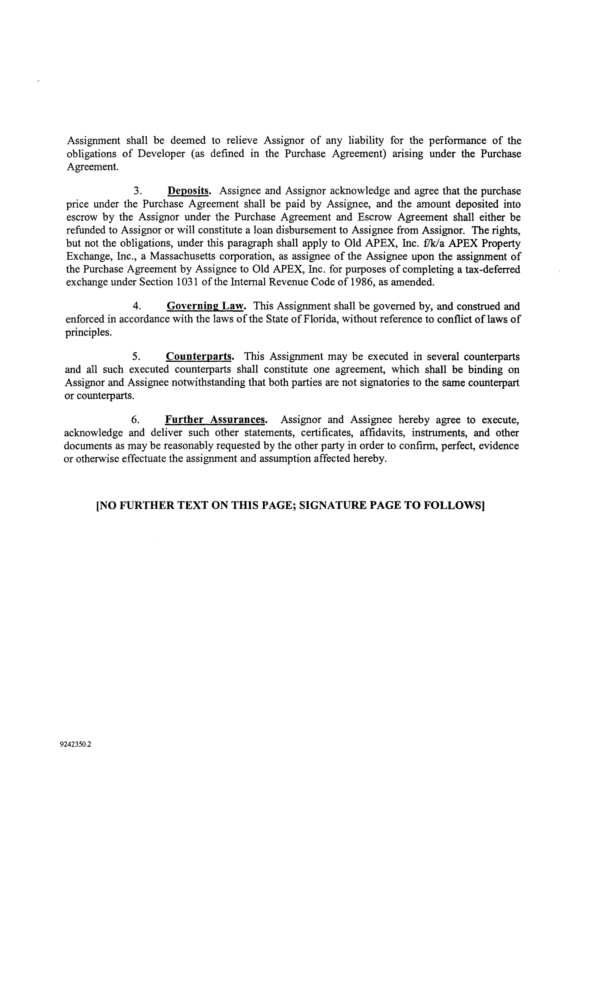 Assignment shall be deemed to relieve Assignor of any liability for the performance of the
obligations of Developer (as defined in the Purchase Agreement) arising under the Purchase
Agreement.
3. Deposits. Assignee and Assignor acknowledge and agree that the purchase
price under the Purchase Agreement shall be paid by Assignee, and the amount deposited into
escrow by the Assignor under the Purchase Agreement and Escrow Agreement shall either be
refunded to Assignor or will constitute a loan disbursement to Assignee from Assignor. The rights,
but not the obligations, under this paragraph shall apply to Old APEX, Inc. f/k/a APEX Property
Exchange, Inc., a Massachusetts corporation, as assignee of the Assignee upon the assignment of
the Purchase Agreement by Assignee to Old APEX, Inc. for purposes of completing a tax-deferred
exchange under Section 1031 of the Internal Revenue Code of 1986, as amended.
4. Governing Law. This Assignment shall be governed by, and construed and
enforced in accordance with the laws of the State of Florida, without reference to conflict of laws of
principles.
5. Counterparts. This Assignment may be executed in several counterparts
and all such executed counterparts shall constitute one agreement, which shall be binding on
Assignor and Assignee notwithstanding that both parties are not signatories to the same counterpart
or counterparts.
6. Further Assurances. Assignor and Assignee hereby agree to execute,
acknowledge and deliver such other statements, certificates, affidavits, instruments, and other
documents as may be reasonably requested by the other party in order to confirm, perfect, evidence
or otherwise effectuate the assignment and assumption affected hereby.
[NO FURTHER TEXT ON THIS PAGE; SIGNATURE PAGE TO FOLLOWS]
9242350.2